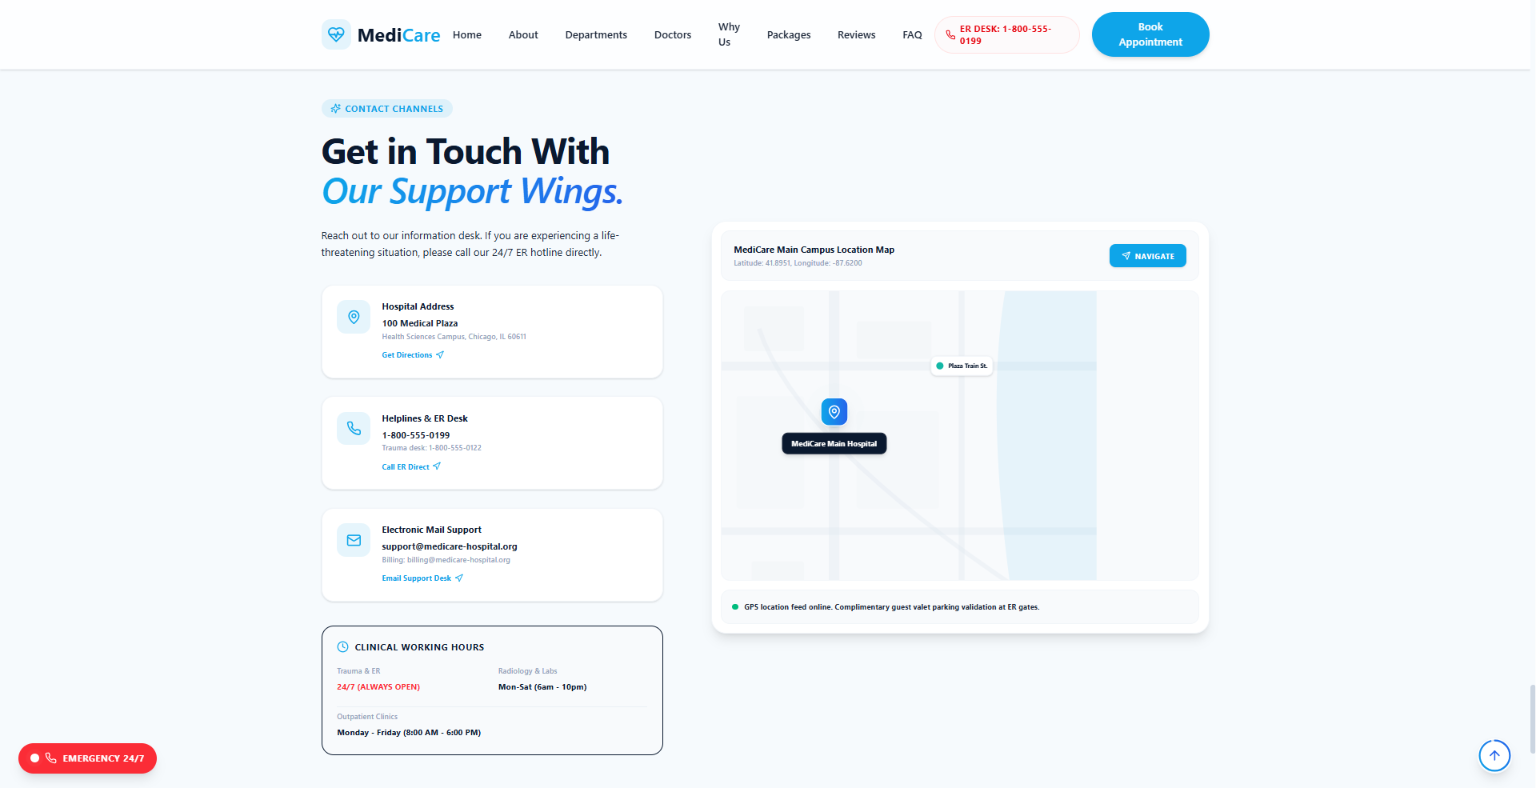 MediCare
Home
About
Departments
Doctors
Why
Us
Packages
Reviews
FAQ
ER DESK: 1-800-555-
0199
Book
Appointment
CONTACT CHANNELS
Get in Touch With
Our Support Wings.
Reach out to our information desk. If you are experiencing a life-
threatening situation, please call our 24/7 ER hotline directly.
Hospital Address
100 Medical Plaza
Health Sciences Campus, Chicago, IL 60611
Get Directions
Helplines & ER Desk
1-800-555-0199
Trauma desk: 1-800-555-0122
Call ER Direct
Electronic Mail Support
support@medicare-hospital.org
Billing: billing@medicare-hospital.org
Email Support Desk
CLINICAL WORKING HOURS
Trauma & ER
24/7 (ALWAYS OPEN)
Radiology & Labs
Mon-Sat (6am - 10pm)
Outpatient Clinics
Monday - Friday (8:00 AM - 6:00 PM)
MediCare Main Campus Location Map
Latitude: 41.8951, Longitude: -87.6200
NAVIGATE
Plaza Train St.
MediCare Main Hospital
GPS location feed online. Complimentary guest valet parking validation at ER gates.
EMERGENCY 24/7